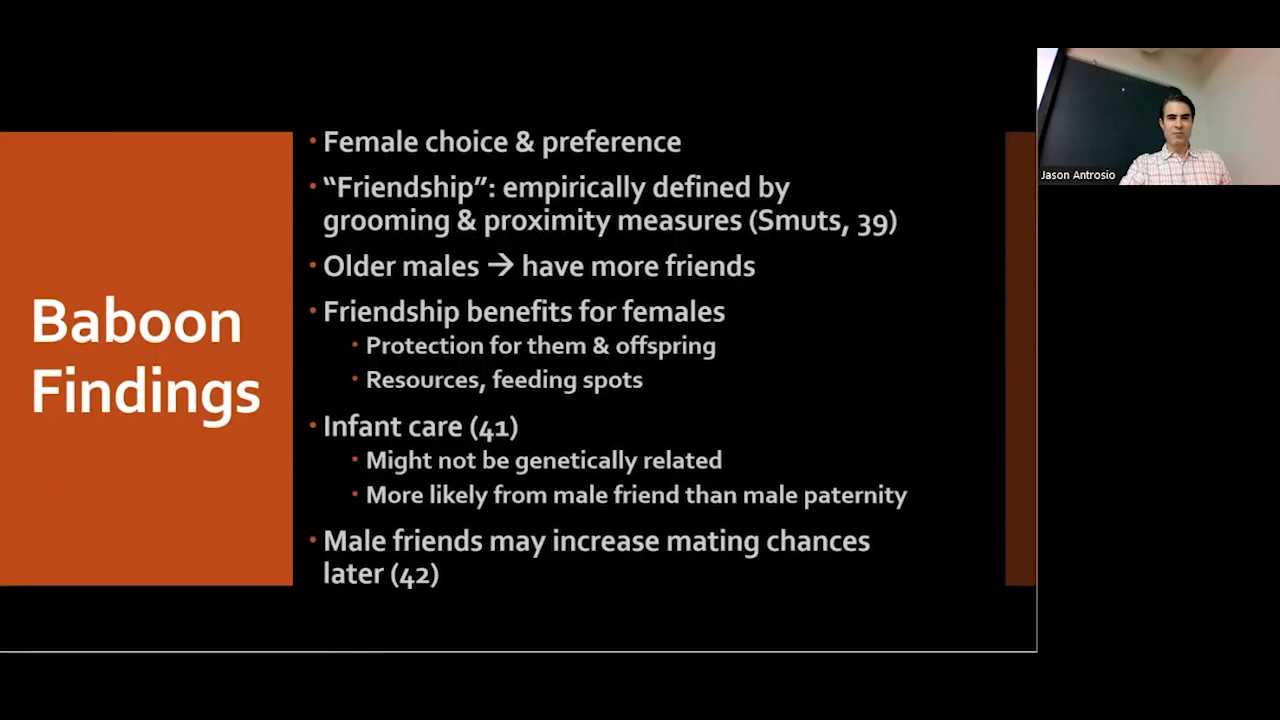 Baboon
Findings
• Female choice & preference
• “Friendship”: empirically defined by
grooming & proximity measures (Smuts, 39)
• Older males → have more friends
• Friendship benefits for females
• Protection for them & offspring
• Resources, feeding spots
• Infant care (41)
• Might not be genetically related
• More likely from male friend than male paternity
• Male friends may increase mating chances
later (42)
Jason Antrosio